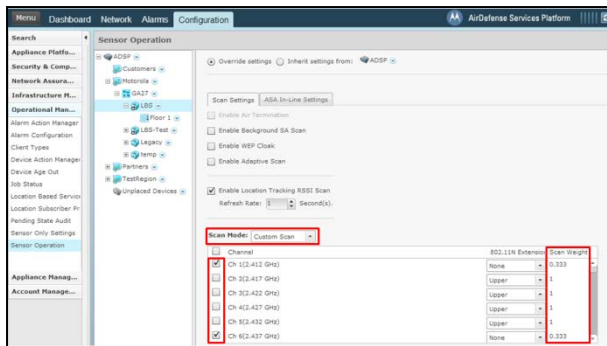 Menu Dashboard Network Alarms Configuration AirDefense Services Platform
Search
Sensor Operation
Appliance Platfo...
Security & Comp...
Network Assura...
Infrastructure M...
Operational Man...
Alarm Action Manager
Alarm Configuration
Client Types
Device Action Manager
Device Age Out
Job Status
Location Based Service
Location Subscriber Pr
Pending State Audit
Sensor Only Settings
Sensor Operation
Appliance Manag...
Account Manage...
ADSP
Customers
Motorola
GA27
LBS
Floor 1
LBS-Test
Legacy
temp
Partners
TestRegion
Unplaced Devices
Override settings Inherit settings from: ADSP
Scan Settings ASA In-Line Settings
Enable Air Termination
Enable Background SA Scan
Enable WEP Cloak
Enable Adaptive Scan
Enable Location Tracking RSSI Scan
Refresh Rate: 1 Second(s).
Scan Mode: Custom Scan
Channel 802.11N Extension Scan Weight
Ch 1(2.412 GHz) None 0.333
Ch 2(2.417 GHz) Upper 1
Ch 3(2.422 GHz) Upper 1
Ch 4(2.427 GHz) Upper 1
Ch 5(2.432 GHz) Upper 1
Ch 6(2.437 GHz) None 0.333